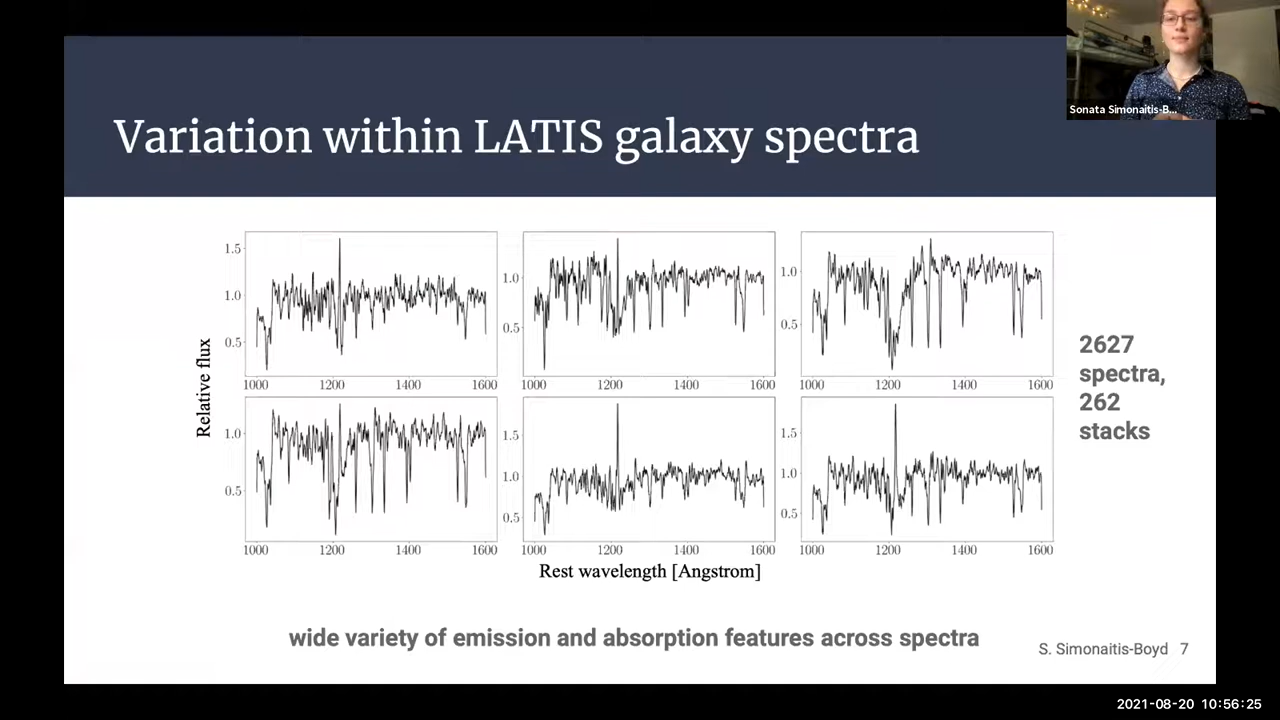 Sonata Simonaitis-B...
Variation within LATIS galaxy spectra
Relative flux
1.5
1.0
0.5
1000 1200 1400 1600
1.0
0.5
1000 1200 1400 1600
1.0
0.5
1000 1200 1400 1600
1.0
0.5
1000 1200 1400 1600
1.5
1.0
0.5
1000 1200 1400 1600
1.5
1.0
0.5
1000 1200 1400 1600
Rest wavelength [Angstrom]
2627
spectra,
262
stacks
wide variety of emission and absorption features across spectra
S. Simonaitis-Boyd 7
2021-08-20 10:56:25